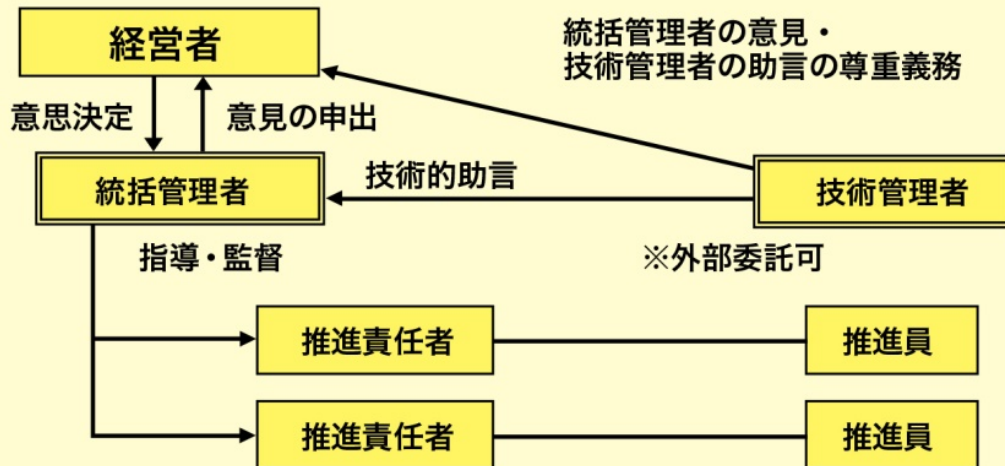 経営者
統括管理者の意見・
技術管理者の助言の尊重義務
意思決定
意見の申出
統括管理者
技術的助言
技術管理者
指導・監督
※外部委託可
推進責任者
推進員
推進責任者
推進員